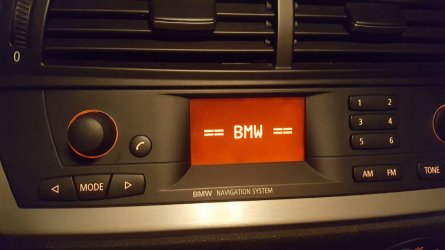 0
== BMW ==
1 2
3 4
5 6
AM FM
TONE
MODE
BMW NAVIGATION SYSTEM